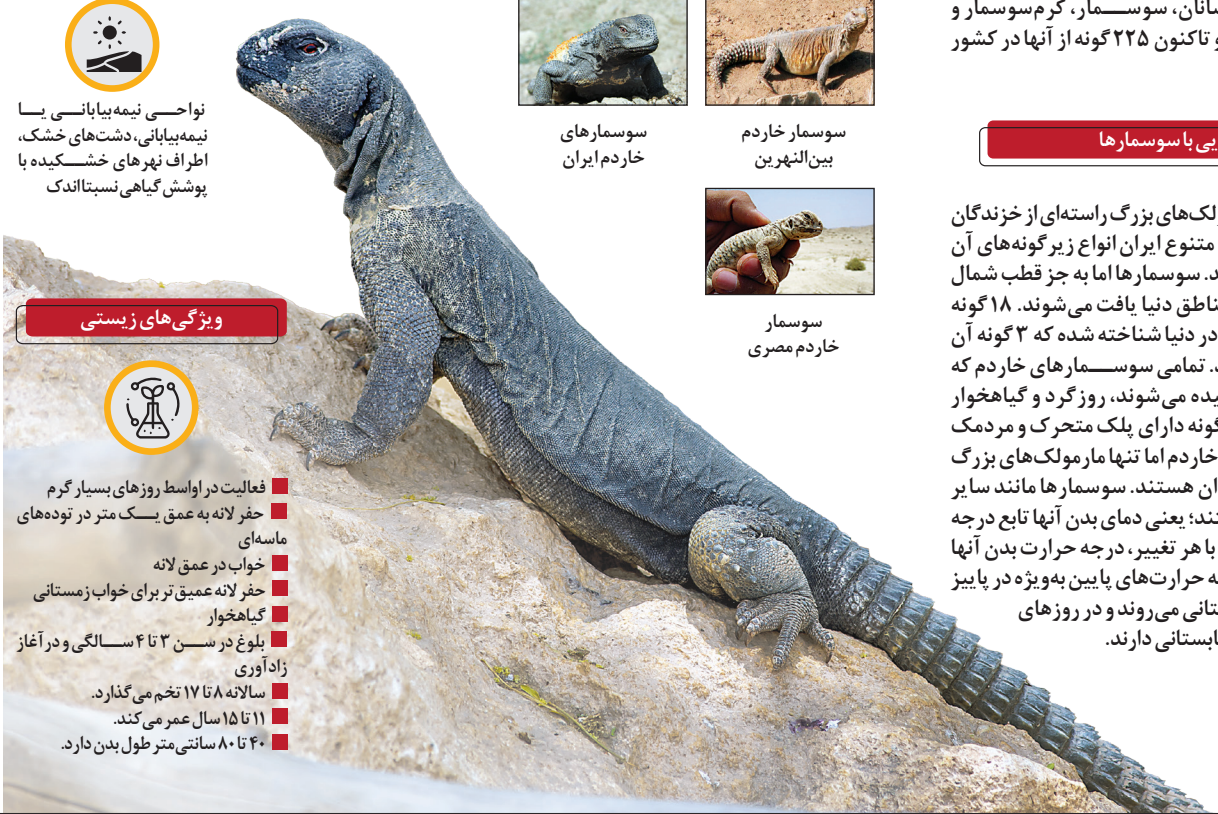 سانان، سوسمار، کرم‌سوسمار و
و تاکنون ۲۲۵ گونه از آنها در کشور
یی با سوسمارها
ولک‌های بزرگ راسته‌ای از خزندگان
متنوع ایران انواع زیرگونه‌های آن
د. سوسمارها اما به جز قطب شمال
ناطق دنیا یافت می‌شوند. ۱۸ گونه
در دنیا شناخته شده که ۳ گونه آن
. تمامی سوسمارهای خاردم که
یده می‌شوند، روزگرد و گیاهخوار
گونه دارای پلک متحرک و مردمک
خاردم اما تنها مارمولک‌های بزرگ
ان هستند. سوسمارها مانند سایر
تند؛ یعنی دمای بدن آنها تابع درجه
با هر تغییر، درجه حرارت بدن آنها
ه حرارت‌های پایین به‌ویژه در پاییز
ستانی می‌روند و در روزهای
ابستانی دارند.
سوسمار خاردم
بین‌النهرین
سوسمارهای
خاردم ایران
سوسمار
خاردم مصری
نواحی نیمه‌بیابانی یا
نیمه‌بیابانی، دشت‌های خشک،
اطراف نهرهای خشکیده با
پوشش گیاهی نسبتا اندک
ویژگی‌های زیستی
فعالیت در اواسط روزهای بسیار گرم
حفر لانه به عمق یک متر در توده‌های
ماسه‌ای
خواب در عمق لانه
حفر لانه عمیق‌تر برای خواب زمستانی
گیاهخوار
بلوغ در سن ۳ تا ۴ سالگی و در آغاز
زادآوری
سالانه ۸ تا ۱۷ تخم می‌گذارد.
۱۱ تا ۱۵ سال عمر می‌کند.
۴۰ تا ۸۰ سانتی‌متر طول بدن دارد.